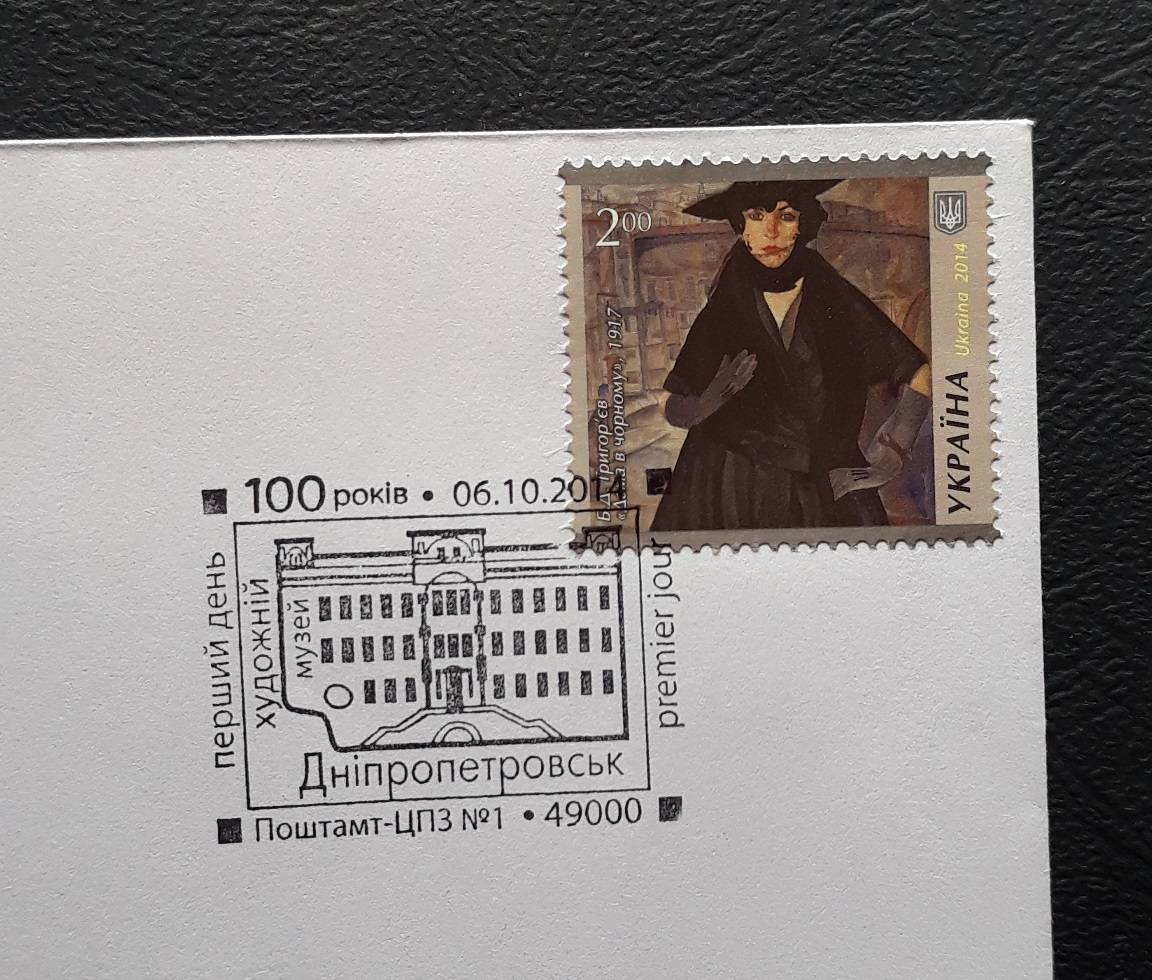 2.00
Б.Д. Григор'єв
«Дама в чорному», 1917
УКРАЇНА Ukraina 2014
100 років • 06.10.2014
перший день
художній
музей
premier jour
Дніпропетровськ
Поштамт-ЦПЗ №1 • 49000